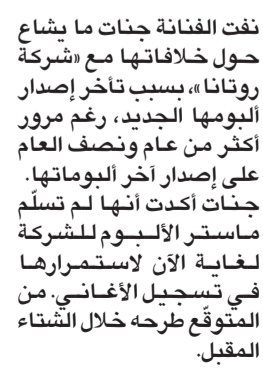 نفت الفنانة جنات ما يشاع
حول خلافاتها مع «شركة
روتانا»، بسبب تأخر إصدار
ألبومها الجديد، رغم مرور
أكثر من عام ونصف العام
على إصدار آخر ألبوماتها.
جنات أكدت أنها لم تسلّم
ماستر الألبوم للشركة
لغاية الآن لاستمرارها
في تسجيل الأغاني. من
المتوقّع طرحه خلال الشتاء
المقبل.